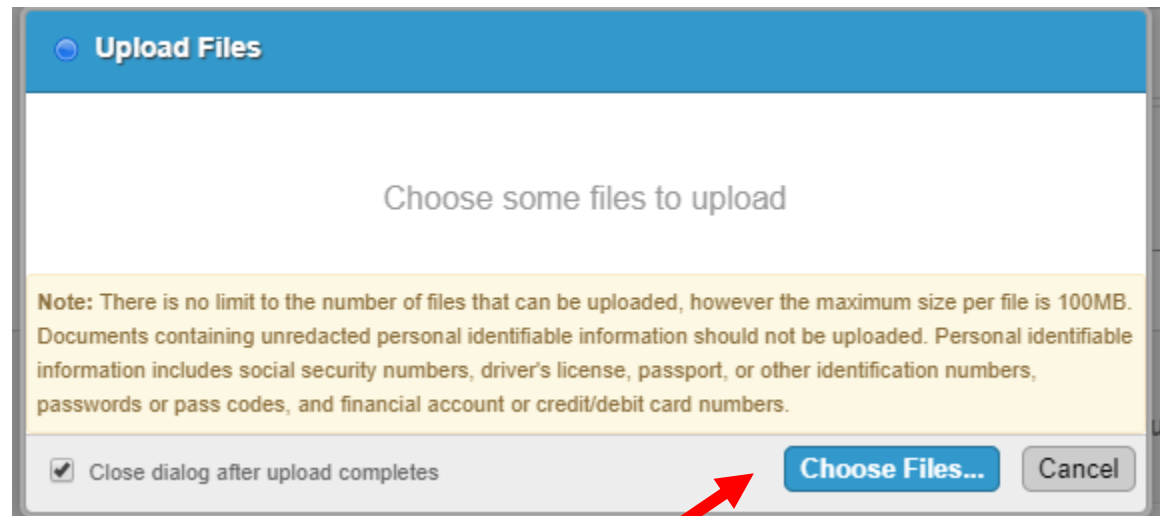 Upload Files
Choose some files to upload
Note: There is no limit to the number of files that can be uploaded, however the maximum size per file is 100MB.
Documents containing unredacted personal identifiable information should not be uploaded. Personal identifiable
information includes social security numbers, driver's license, passport, or other identification numbers,
passwords or pass codes, and financial account or credit/debit card numbers.
Close dialog after upload completes
Choose Files...
Cancel